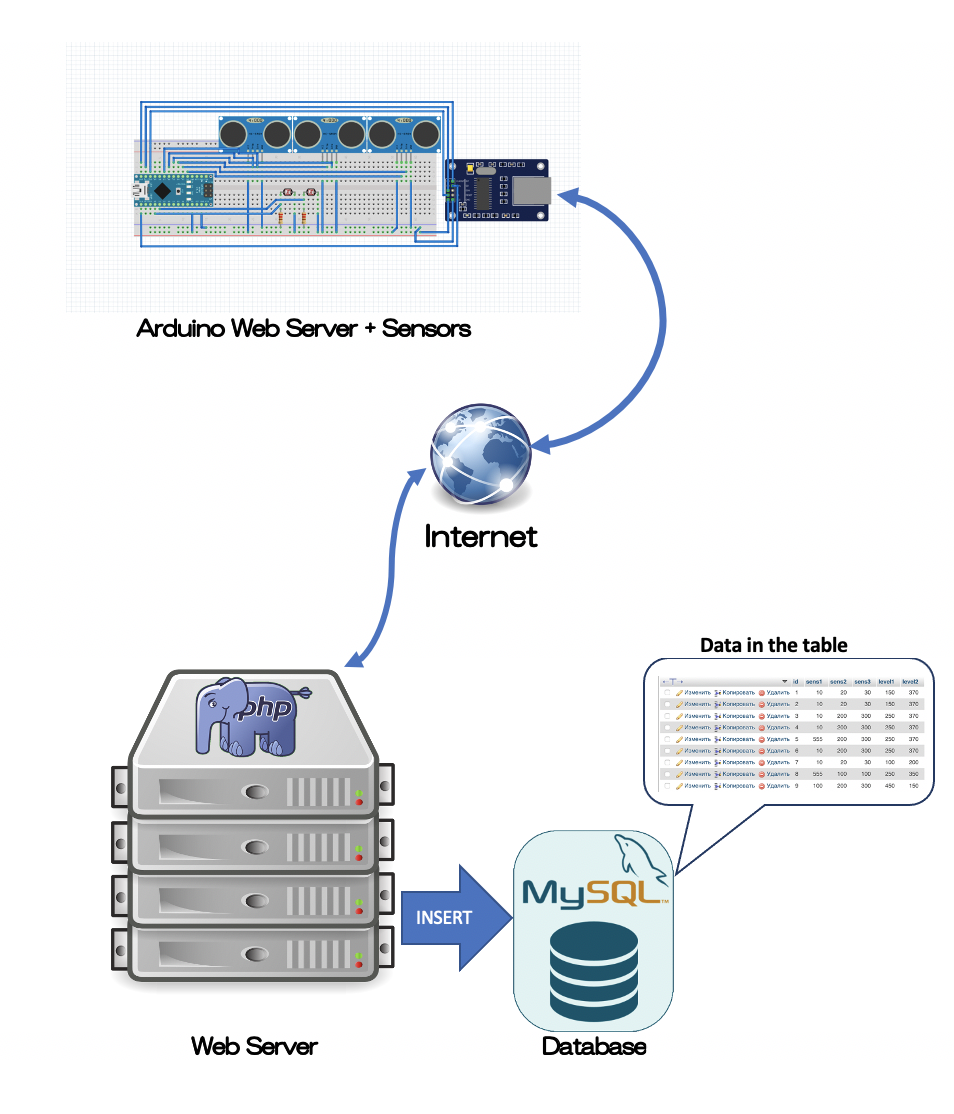 Arduino Web Server + Sensors
Internet
Data in the table
id sens1 sens2 sens3 level1 level2
Изменить Копировать Удалить 1 10 20 30 150 370
Изменить Копировать Удалить 2 10 20 30 150 370
Изменить Копировать Удалить 3 10 200 300 250 370
Изменить Копировать Удалить 4 10 200 300 250 370
Изменить Копировать Удалить 5 555 200 300 250 370
Изменить Копировать Удалить 6 10 200 300 250 370
Изменить Копировать Удалить 7 10 20 30 100 200
Изменить Копировать Удалить 8 555 100 100 250 350
Изменить Копировать Удалить 9 100 200 300 450 150
php
MySQL
INSERT
Web Server
Database